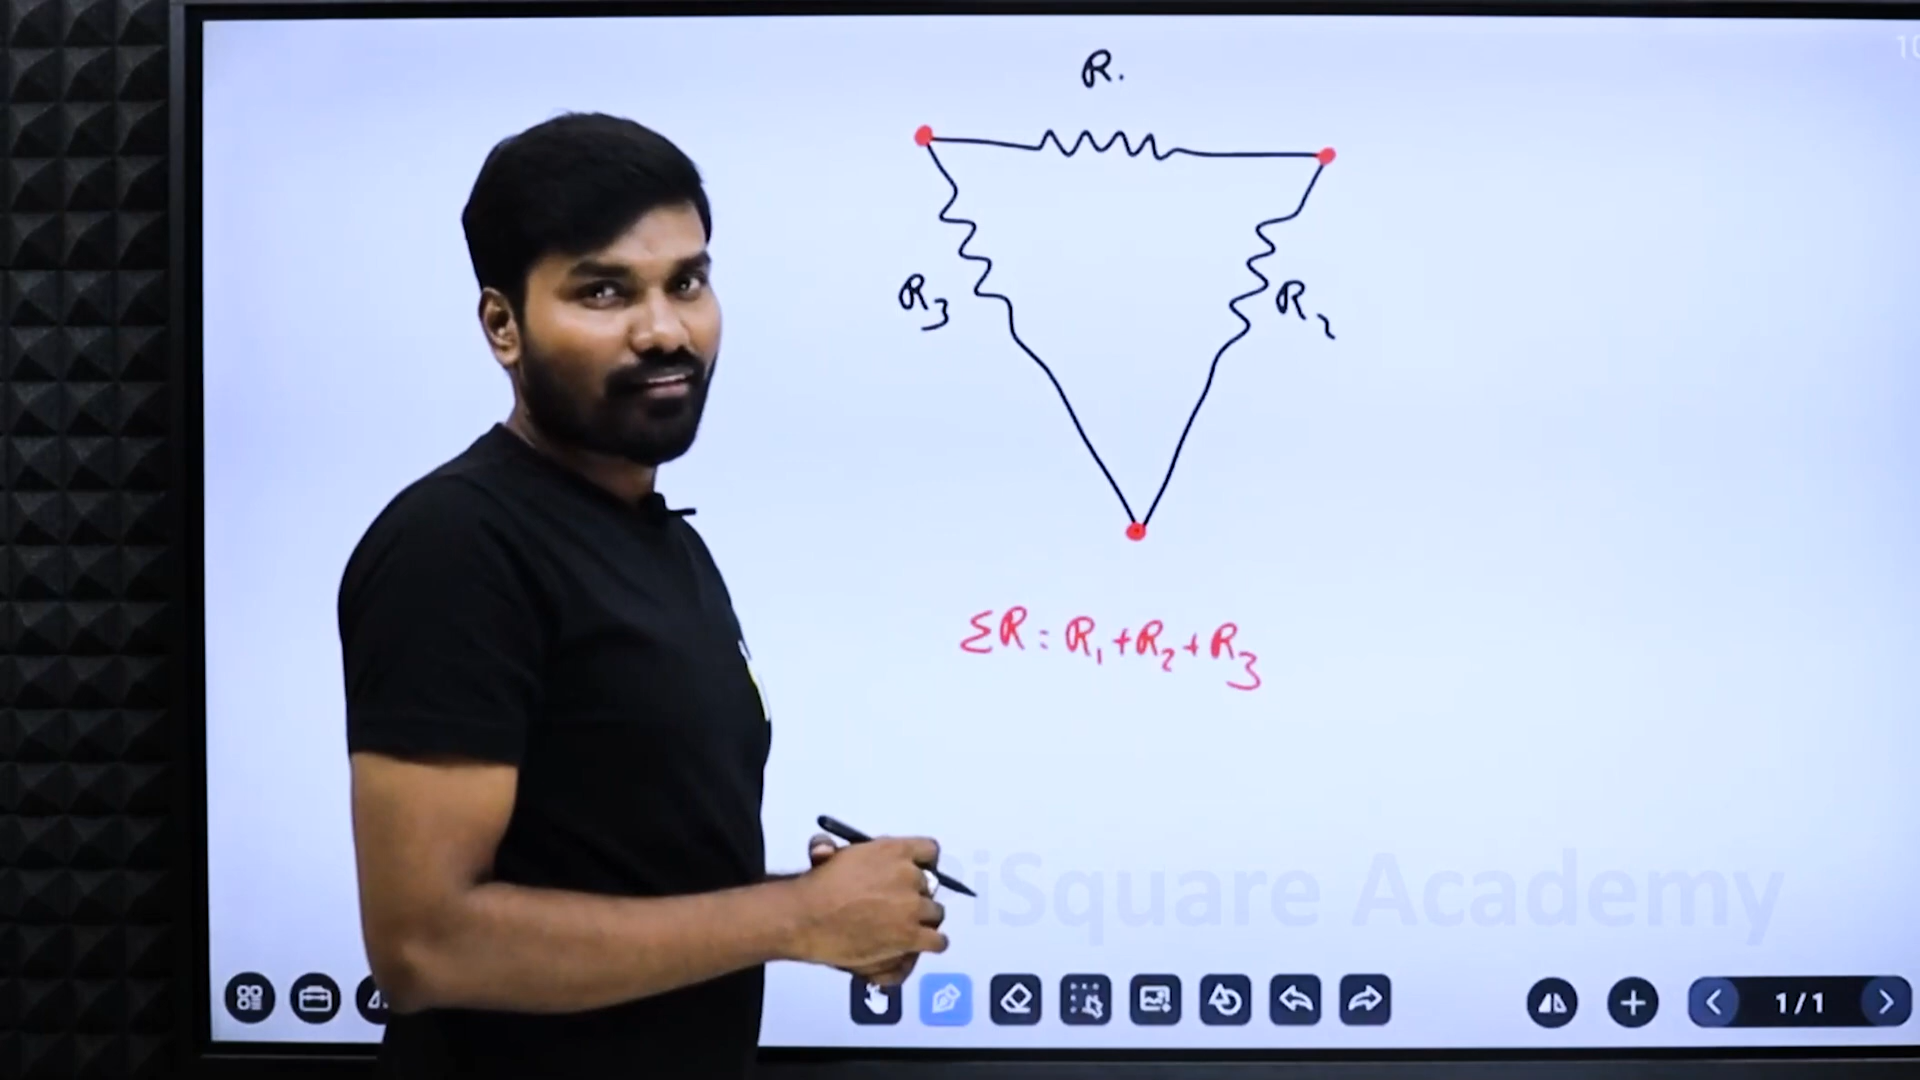 R.
R3
R2
ΣR = R1 + R2 + R3
iSquare Academy
1/1